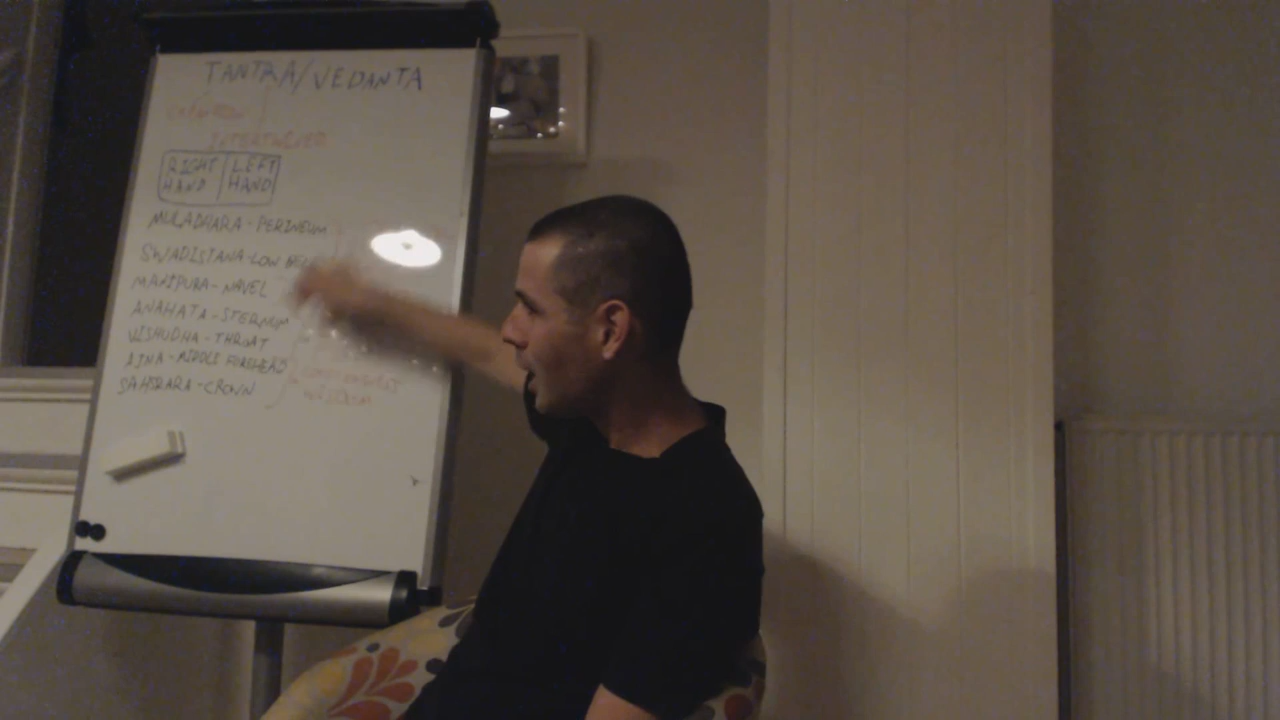 TANTRA/VEDANTA
INTERTWINED
RIGHT HAND | LEFT HAND
MULADHARA - PERINEUM
SWADISTANA - LOW
MANIPURA - NAVEL
ANAHATA - STERNUM
VISHUDHA - THROAT
AJNA - MIDDLE FOREHEAD
SAHSRARA - CROWN